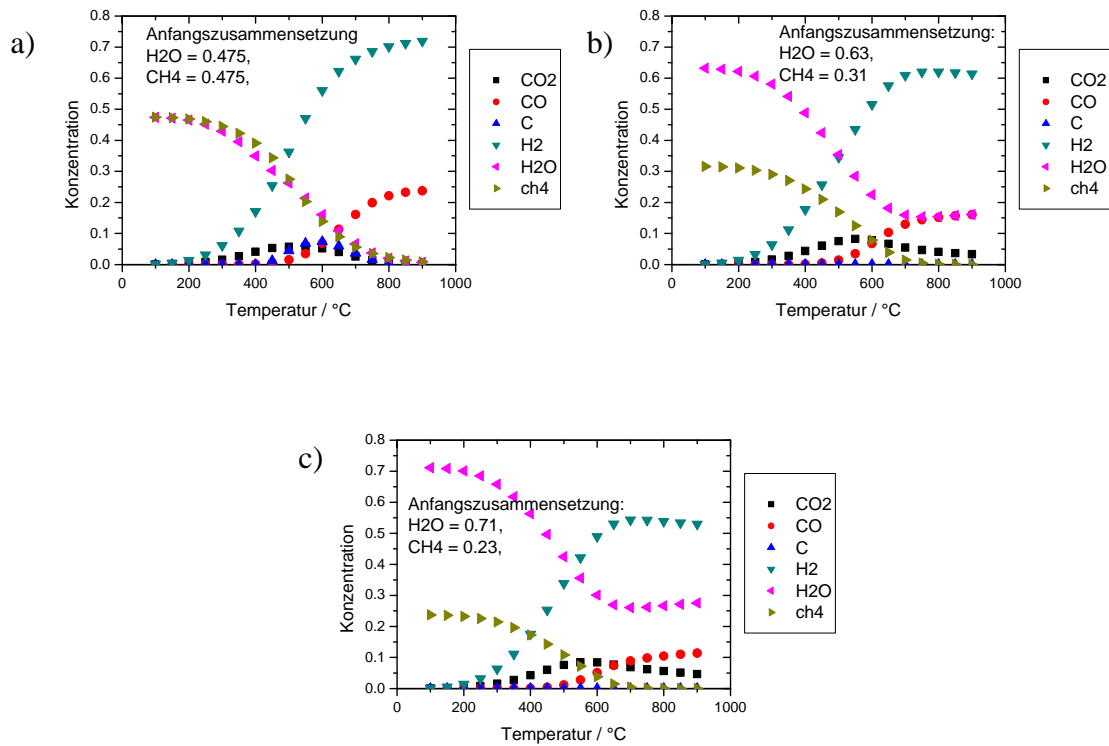 a)
Anfangszusammensetzung
H2O = 0.475,
CH4 = 0.475,
0.8
0.7
0.6
0.5
0.4
0.3
0.2
0.1
0.0
Konzentration
0
200
400
600
800
1000
Temperatur / °C
CO2
CO
C
H2
H2O
ch4
b)
Anfangszusammensetzung:
H2O = 0.63,
CH4 = 0.31
0.8
0.7
0.6
0.5
0.4
0.3
0.2
0.1
0.0
Konzentration
0
200
400
600
800
1000
Temperatur / °C
CO2
CO
C
H2
H2O
ch4
c)
Anfangszusammensetzung:
H2O = 0.71,
CH4 = 0.23,
0.8
0.7
0.6
0.5
0.4
0.3
0.2
0.1
0.0
Konzentration
0
200
400
600
800
1000
Temperatur / °C
CO2
CO
C
H2
H2O
ch4